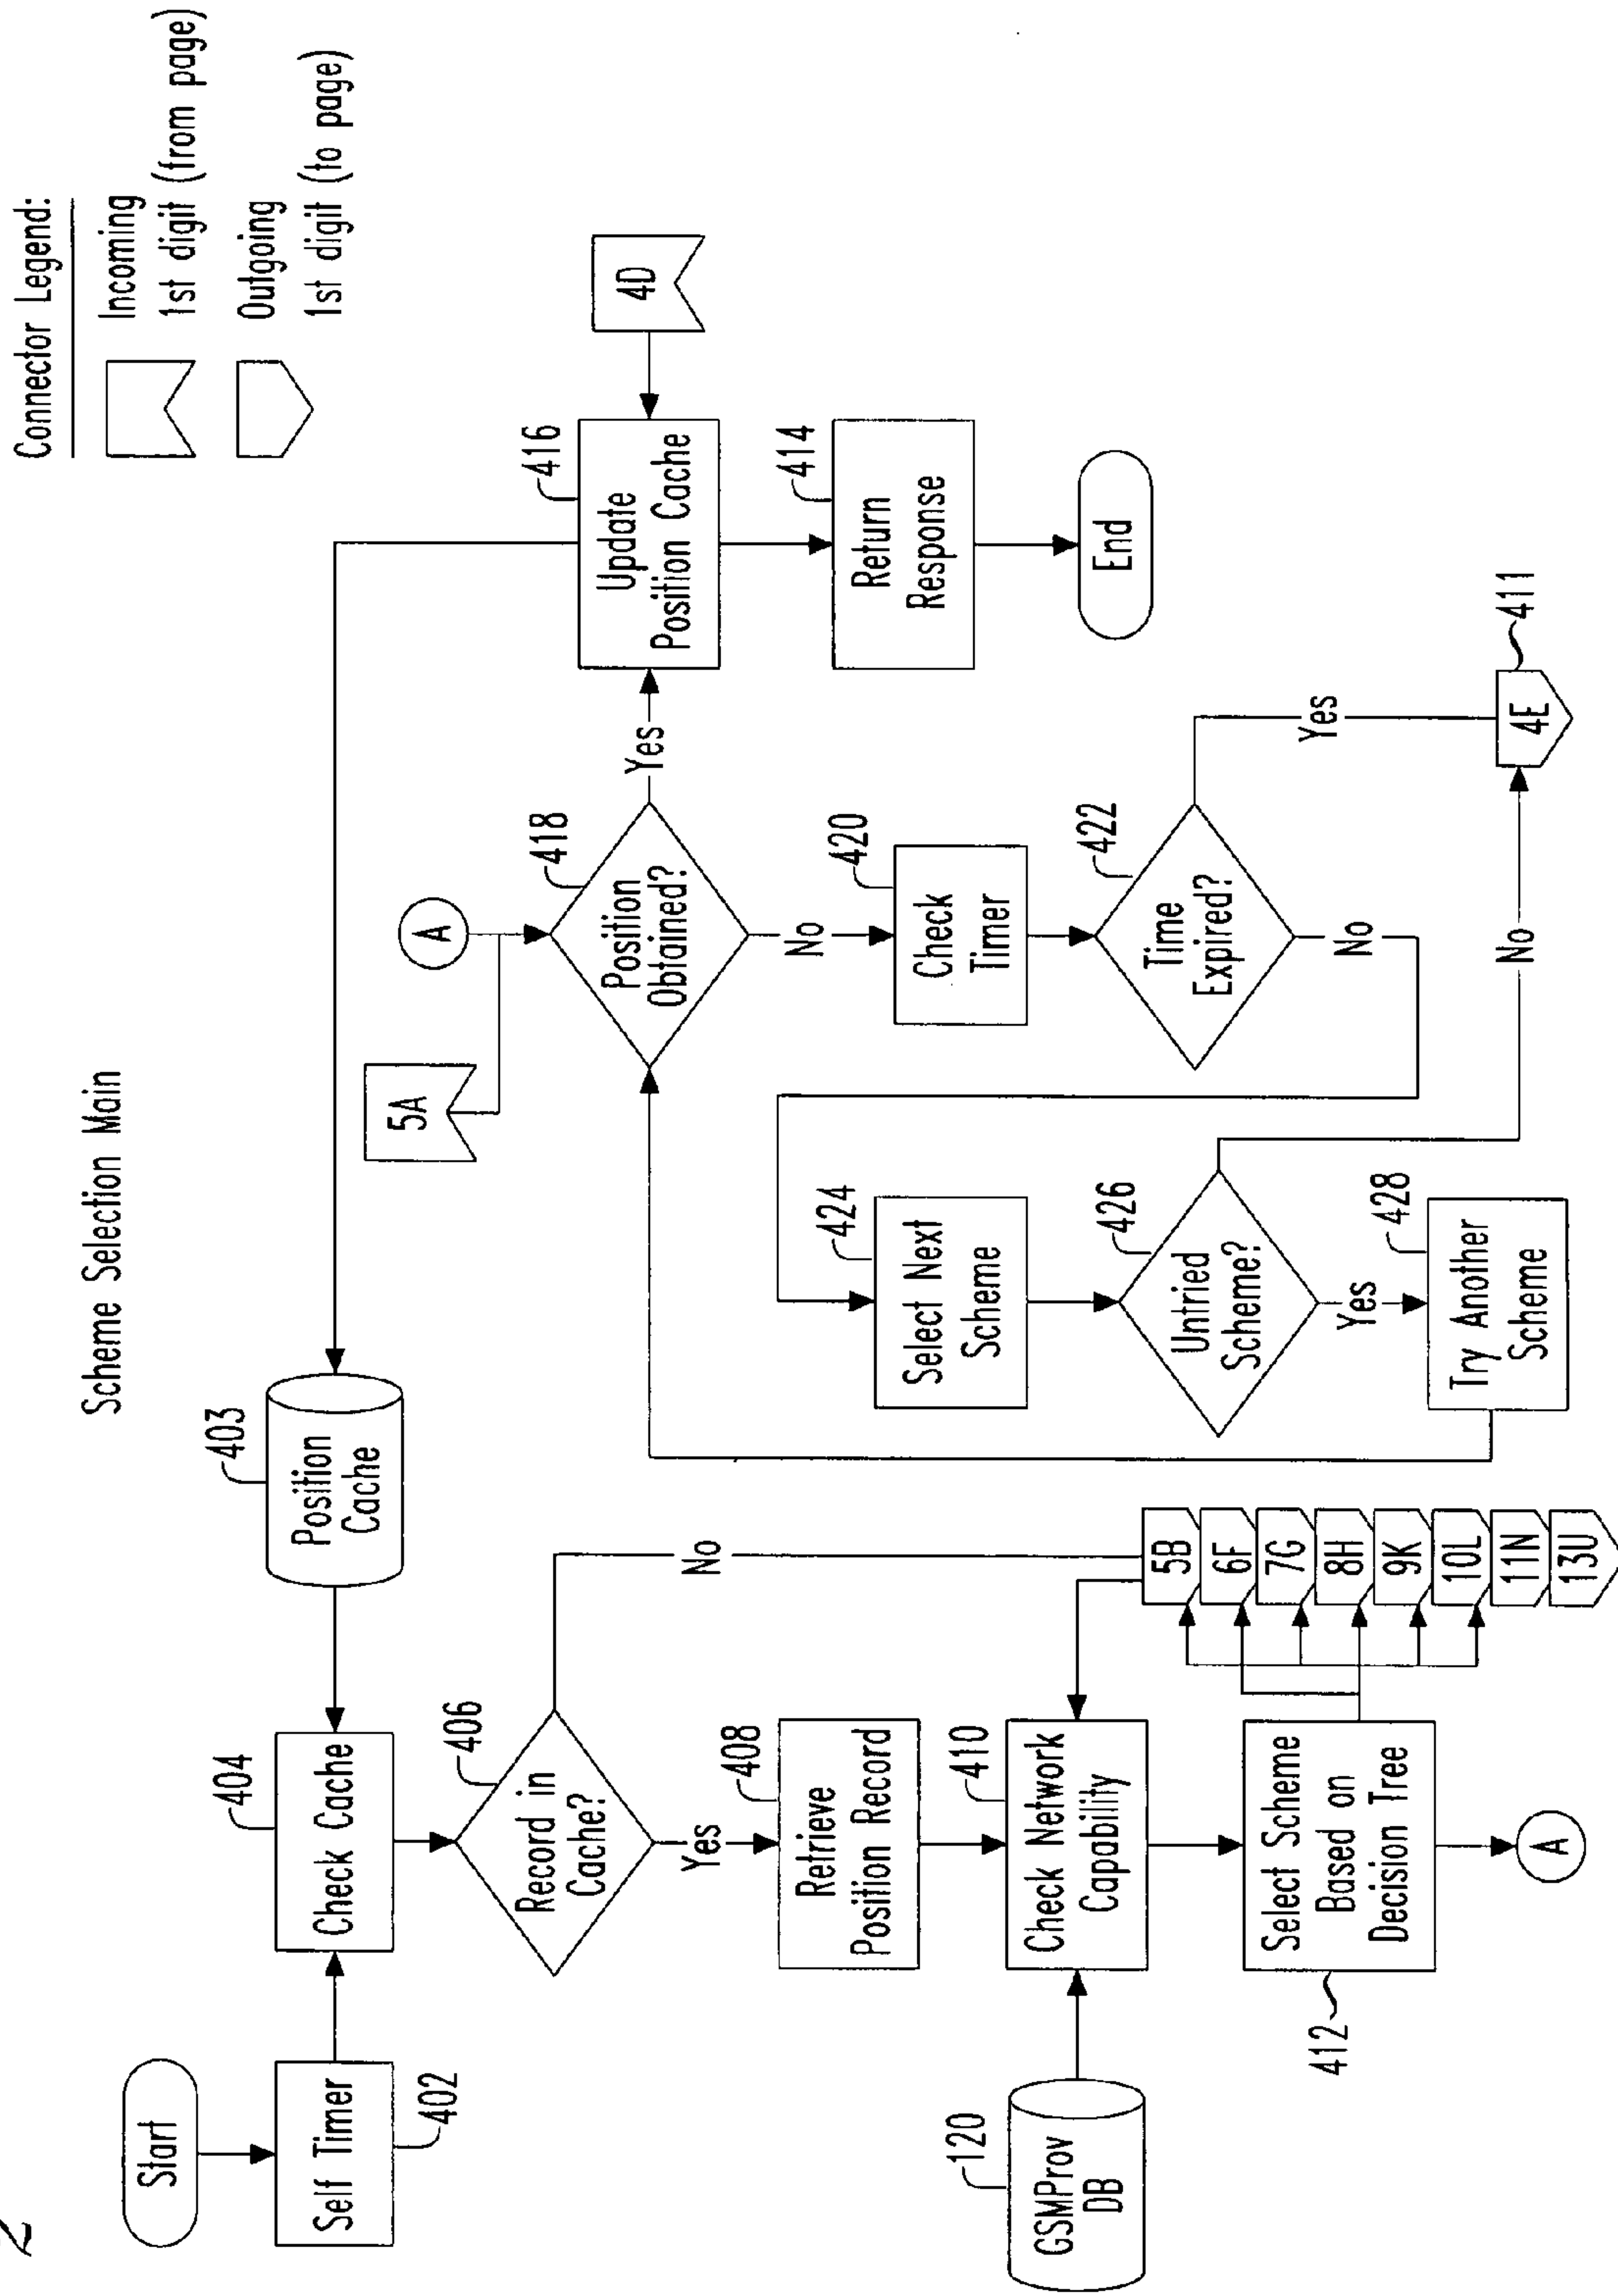 2
Scheme Selection Main
Connector Legend:
Incoming
1st digit (from page)
Outgoing
1st digit (to page)
Start
Self Timer
402
404
Check Cache
403
Position
Cache
406
Record in
Cache?
No
Yes
408
Retrieve
Position Record
120
GSMProv
DB
410
Check Network
Capability
412
Select Scheme
Based on
Decision Tree
A
5B
6F
7G
8H
9K
10L
11N
13U
5A
A
418
Position
Obtained?
Yes
No
416
Update
Position Cache
4D
414
Return
Response
End
420
Check
Timer
422
Time
Expired?
Yes
No
424
Select Next
Scheme
426
Untried
Scheme?
No
Yes
428
Try Another
Scheme
4E
411